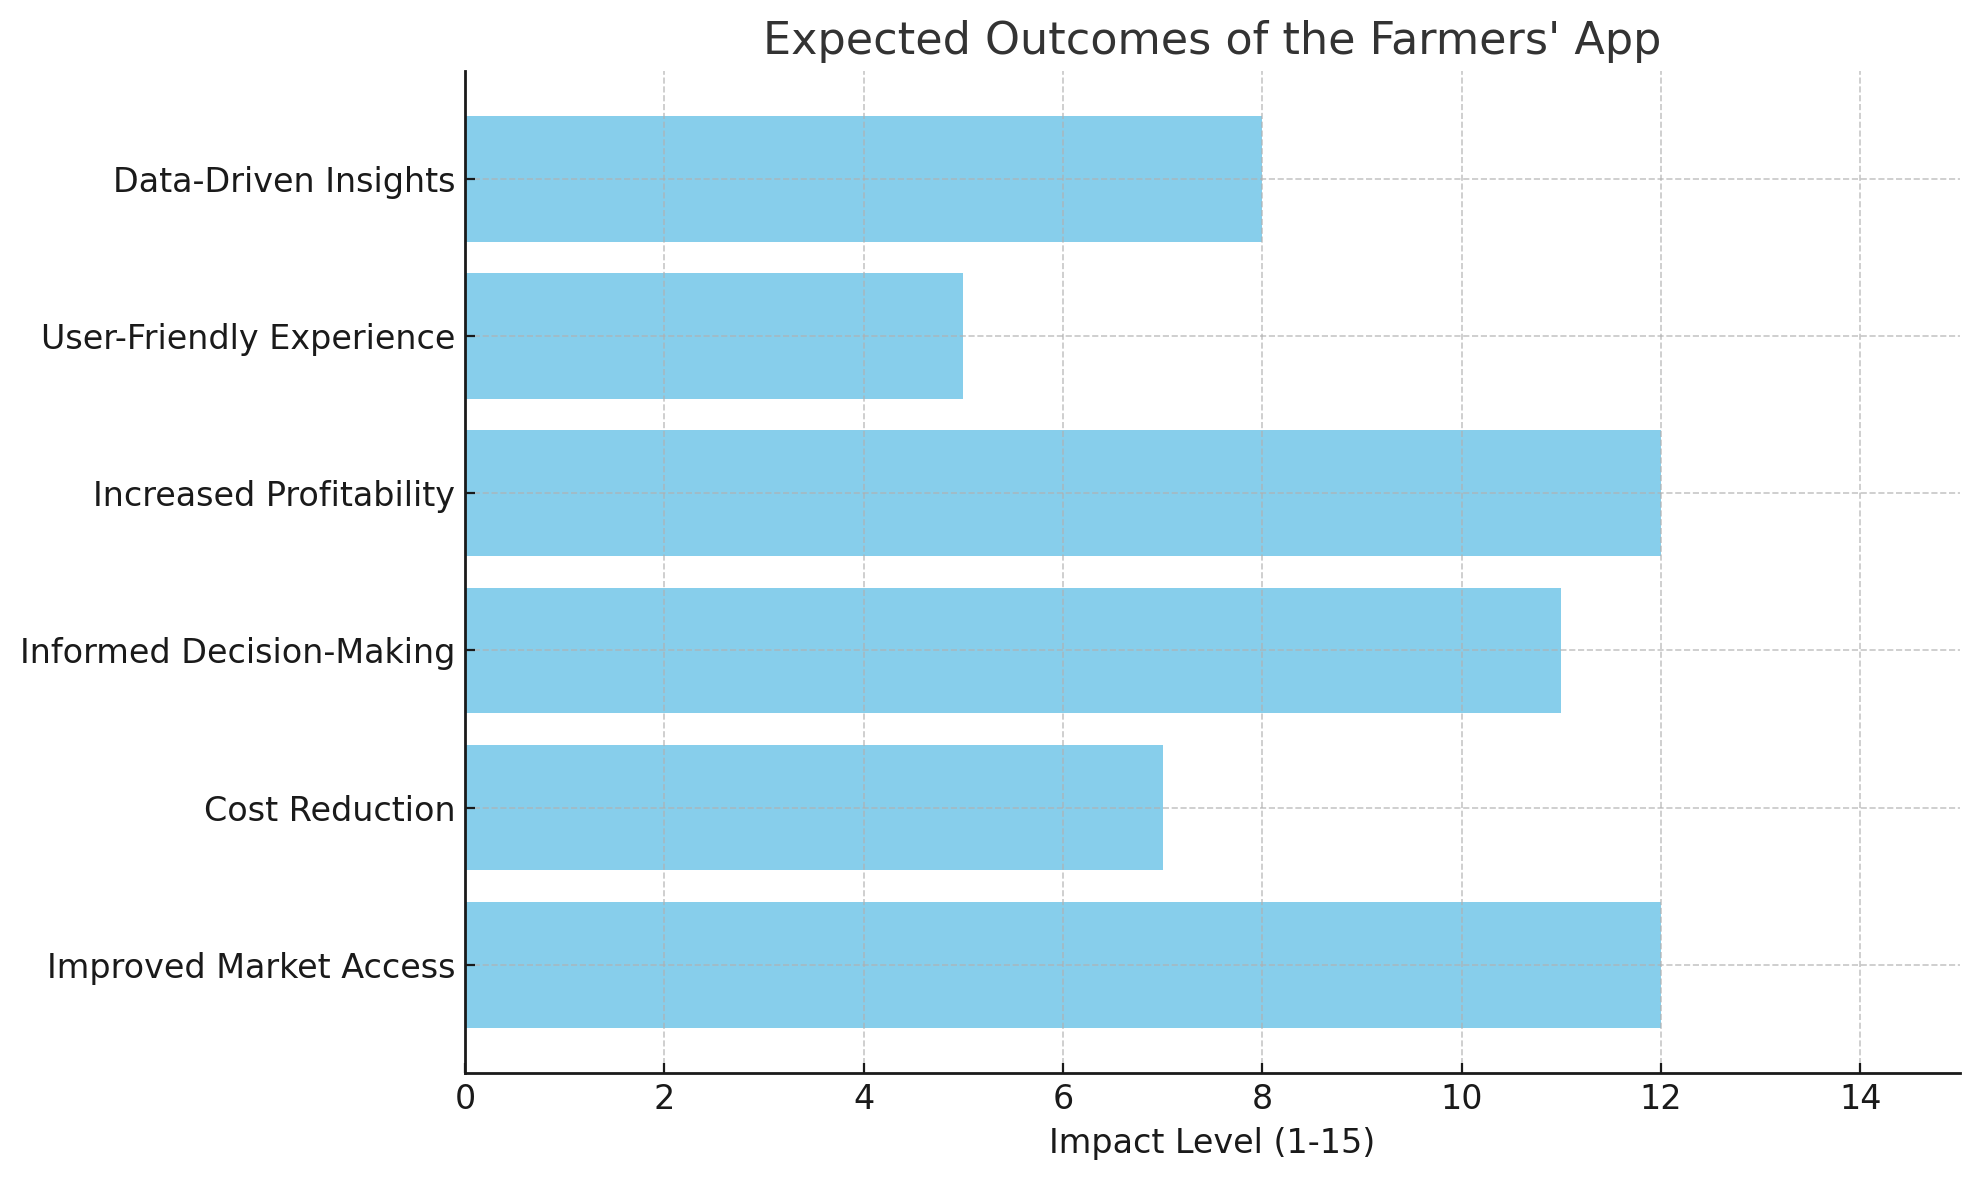 Expected Outcomes of the Farmers' App
Data-Driven Insights
User-Friendly Experience
Increased Profitability
Informed Decision-Making
Cost Reduction
Improved Market Access
0 2 4 6 8 10 12 14
Impact Level (1-15)